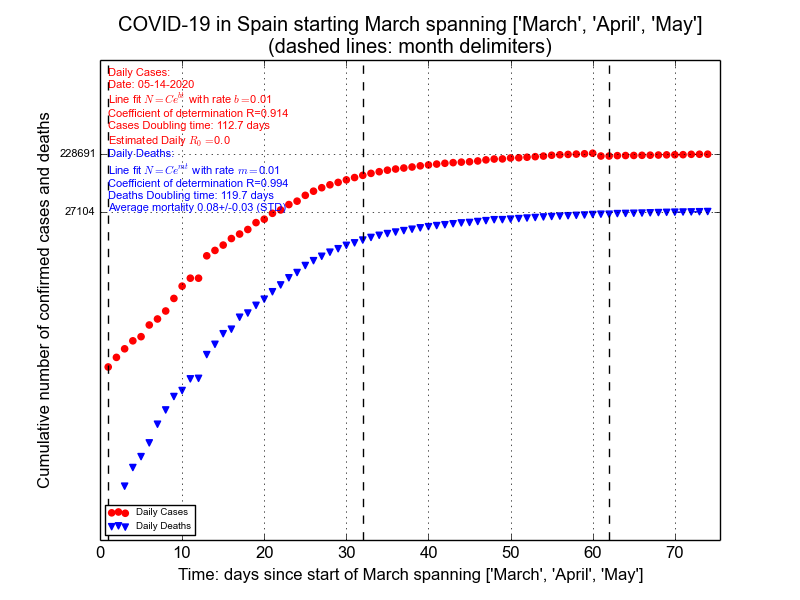 COVID-19 in Spain starting March spanning ['March', 'April', 'May']
(dashed lines: month delimiters)
Daily Cases:
Date: 05-14-2020
Line fit N=Ce^{bt} with rate b=0.01
Coefficient of determination R=0.914
Cases Doubling time: 112.7 days
Estimated Daily R_0=0.0
Daily Deaths:
Line fit N=Ce^{mt} with rate m=0.01
Coefficient of determination R=0.994
Deaths Doubling time: 119.7 days
Average mortality 0.08+/-0.03 (STD)
228691
27104
Cumulative number of confirmed cases and deaths
Daily Cases
Daily Deaths
0 10 20 30 40 50 60 70
Time: days since start of March spanning ['March', 'April', 'May']